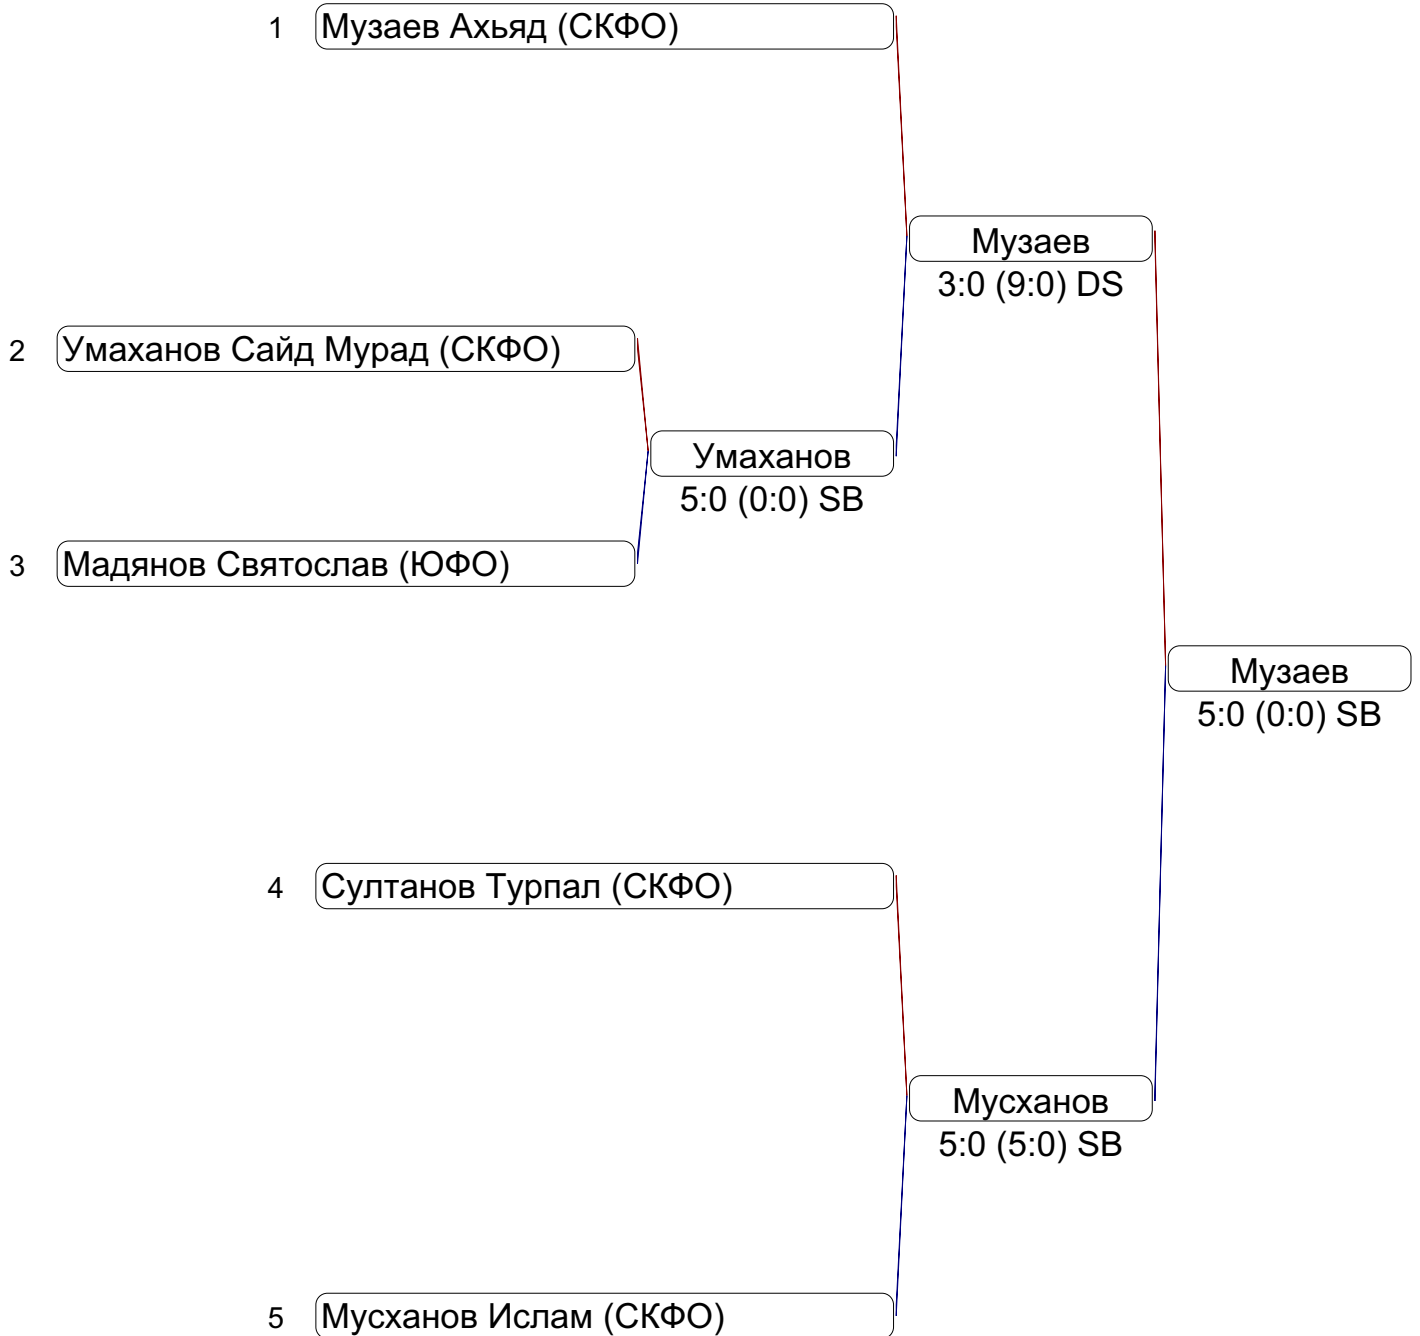 1 Музаев Ахьяд (СКФО)
Музаев
3:0 (9:0) DS
2 Умаханов Сайд Мурад (СКФО)
Умаханов
5:0 (0:0) SB
3 Мадянов Святослав (ЮФО)
Музаев
5:0 (0:0) SB
4 Султанов Турпал (СКФО)
Мусханов
5:0 (5:0) SB
5 Мусханов Ислам (СКФО)